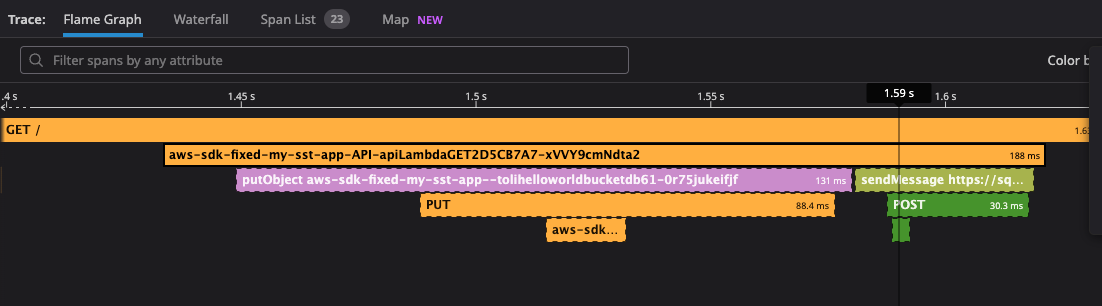 Trace: Flame Graph Waterfall Span List 23 Map NEW
Filter spans by any attribute
Color b
.4 s 1.45 s 1.5 s 1.55 s 1.59 s 1.6 s
GET / 1.63
aws-sdk-fixed-my-sst-app-API-apiLambdaGET2D5CB7A7-xVVY9cmNdta2 188 ms
putObject aws-sdk-fixed-my-sst-app--tolihelloworldbucketdb61-0r75jukeifjf 131 ms sendMessage https://sq...
PUT 88.4 ms POST 30.3 ms
aws-sdk...